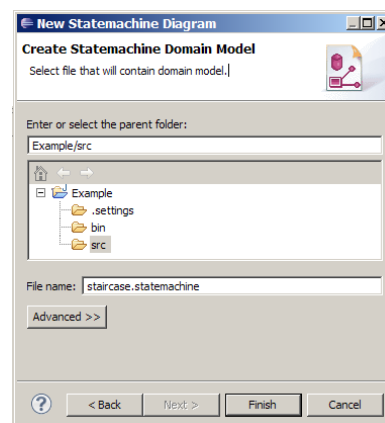 New Statemachine Diagram
Create Statemachine Domain Model
Select file that will contain domain model.
Enter or select the parent folder:
Example/src
Example
.settings
bin
src
File name: staircase.statemachine
Advanced >>
? < Back Next > Finish Cancel